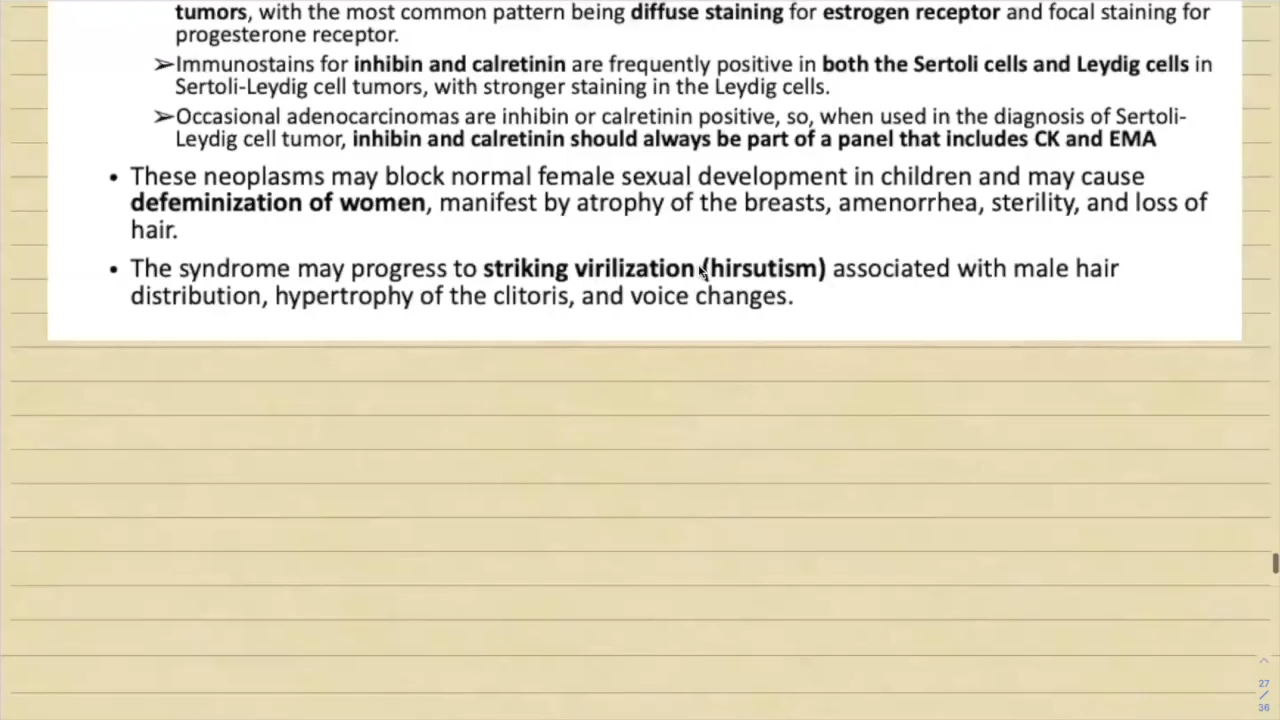 tumors, with the most common pattern being diffuse staining for estrogen receptor and focal staining for
progesterone receptor.
➢Immunostains for inhibin and calretinin are frequently positive in both the Sertoli cells and Leydig cells in
Sertoli-Leydig cell tumors, with stronger staining in the Leydig cells.
➢Occasional adenocarcinomas are inhibin or calretinin positive, so, when used in the diagnosis of Sertoli-
Leydig cell tumor, inhibin and calretinin should always be part of a panel that includes CK and EMA
• These neoplasms may block normal female sexual development in children and may cause
defeminization of women, manifest by atrophy of the breasts, amenorrhea, sterility, and loss of
hair.
• The syndrome may progress to striking virilization (hirsutism) associated with male hair
distribution, hypertrophy of the clitoris, and voice changes.
27
/
36